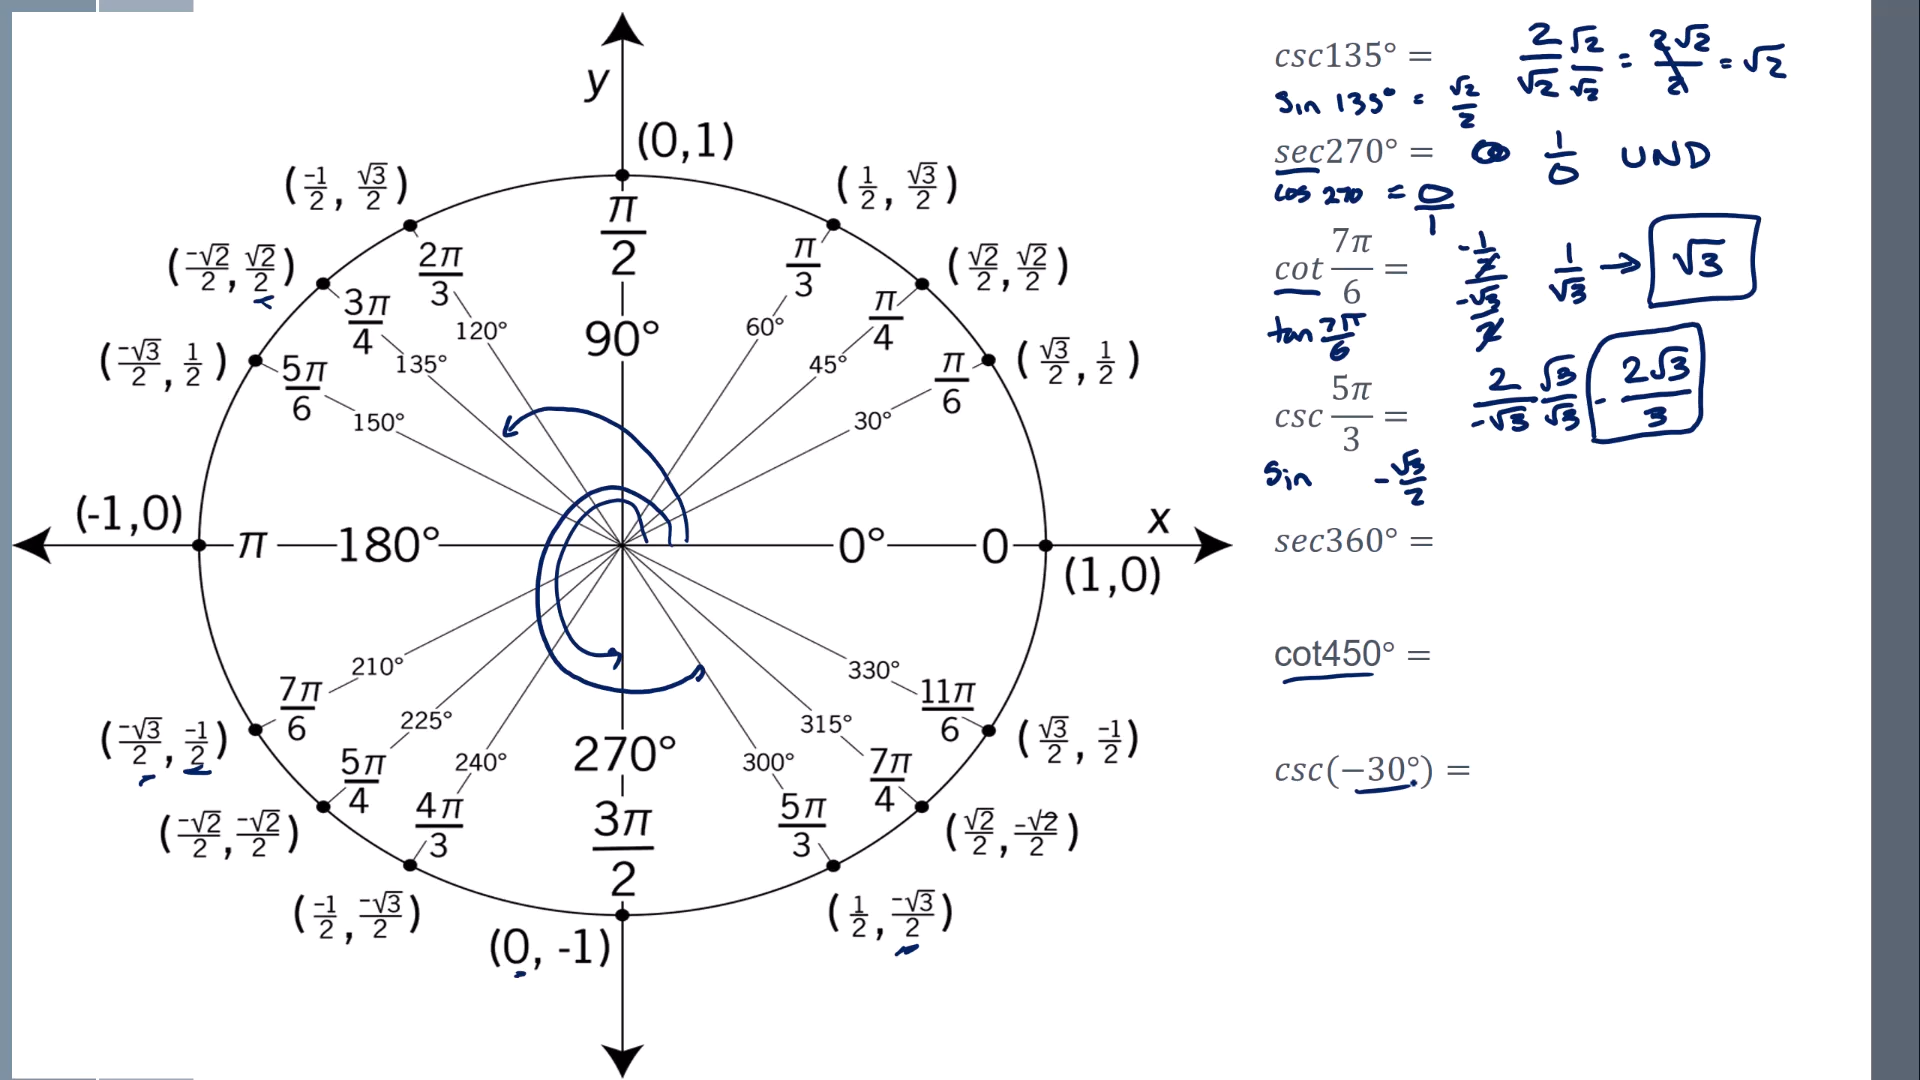 y
(0,1)
(-1/2, √3/2)
(1/2, √3/2)
(-√2/2, √2/2)
(√2/2, √2/2)
(-√3/2, 1/2)
(√3/2, 1/2)
π/2
2π/3
π/3
3π/4
π/4
5π/6
π/6
120°
90°
60°
135°
45°
150°
30°
(-1,0)
π
180°
0°
0
x
(1,0)
210°
330°
7π/6
11π/6
225°
315°
(-√3/2, -1/2)
(√3/2, -1/2)
240°
270°
300°
5π/4
7π/4
4π/3
3π/2
5π/3
(-√2/2, -√2/2)
(√2/2, -√2/2)
(-1/2, -√3/2)
(1/2, -√3/2)
(0, -1)
csc135° = 2/√2 √2/√2 = 2√2/2 = √2
sin 135° = √2/2
sec270° = 1/0 UND
cos 270 = 0/1
cot 7π/6 = -1/2 / -√3/2 1/√3 → √3
tan 7π/6
csc 5π/3 = 2/-√3 √3/√3 - 2√3/3
sin -√3/2
sec360° =
cot450° =
csc(−30°) =